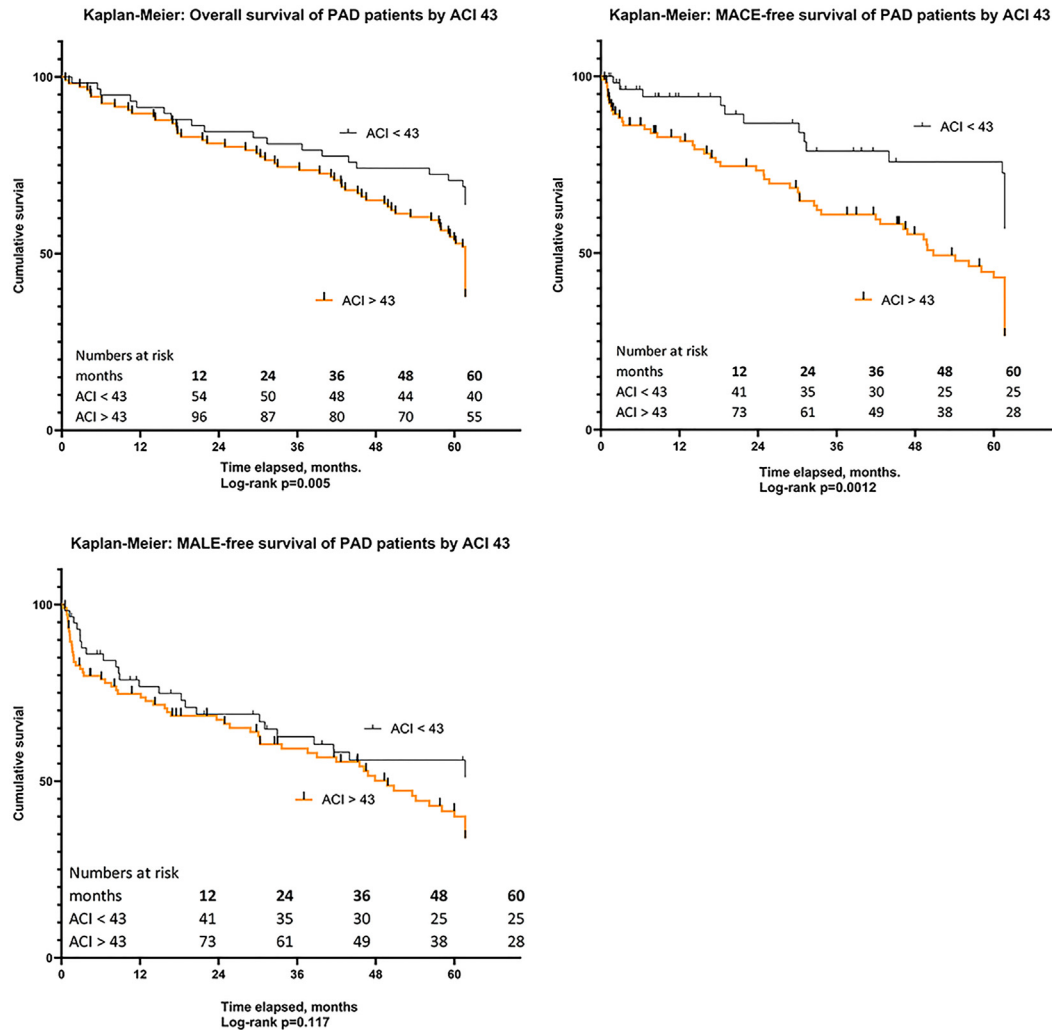 Kaplan-Meier: Overall survival of PAD patients by ACI 43
Cumulative survial
100
50
0
ACI < 43
ACI > 43
Numbers at risk
months 12 24 36 48 60
ACI < 43 54 50 48 44 40
ACI > 43 96 87 80 70 55
0 12 24 36 48 60
Time elapsed, months.
Log-rank p=0.005
Kaplan-Meier: MACE-free survival of PAD patients by ACI 43
Cumulative survial
100
50
0
ACI < 43
ACI > 43
Number at risk
months 12 24 36 48 60
ACI < 43 41 35 30 25 25
ACI > 43 73 61 49 38 28
0 12 24 36 48 60
Time elapsed, months.
Log-rank p=0.0012
Kaplan-Meier: MALE-free survival of PAD patients by ACI 43
Cumulative survial
100
50
0
ACI < 43
ACI > 43
Numbers at risk
months 12 24 36 48 60
ACI < 43 41 35 30 25 25
ACI > 43 73 61 49 38 28
0 12 24 36 48 60
Time elapsed, months
Log-rank p=0.117